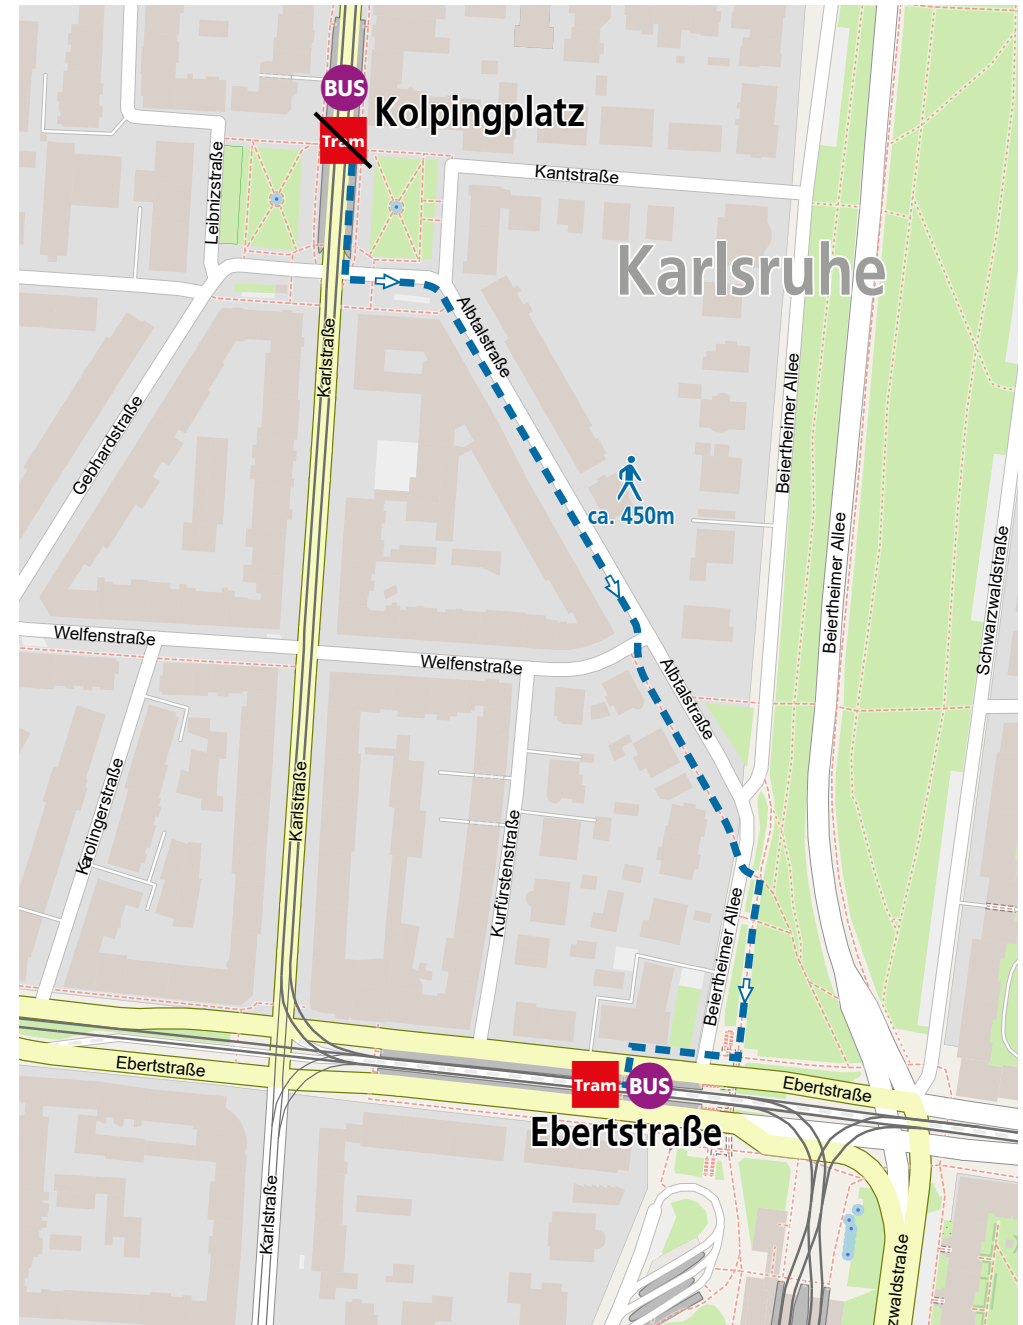 BUS
Kolpingplatz
Tram
Kantstraße
Leibnizstraße
Karlsruhe
Albtalstraße
Karlstraße
Beiertheimer Allee
Gebhardstraße
ca. 450m
Beiertheimer Allee
Schwarzwaldstraße
Welfenstraße
Welfenstraße
Albtalstraße
Karolingerstraße
Karlstraße
Kurfürstenstraße
Beiertheimer Allee
Ebertstraße
Tram
BUS
Ebertstraße
Ebertstraße
Karlstraße
zwaldstraße